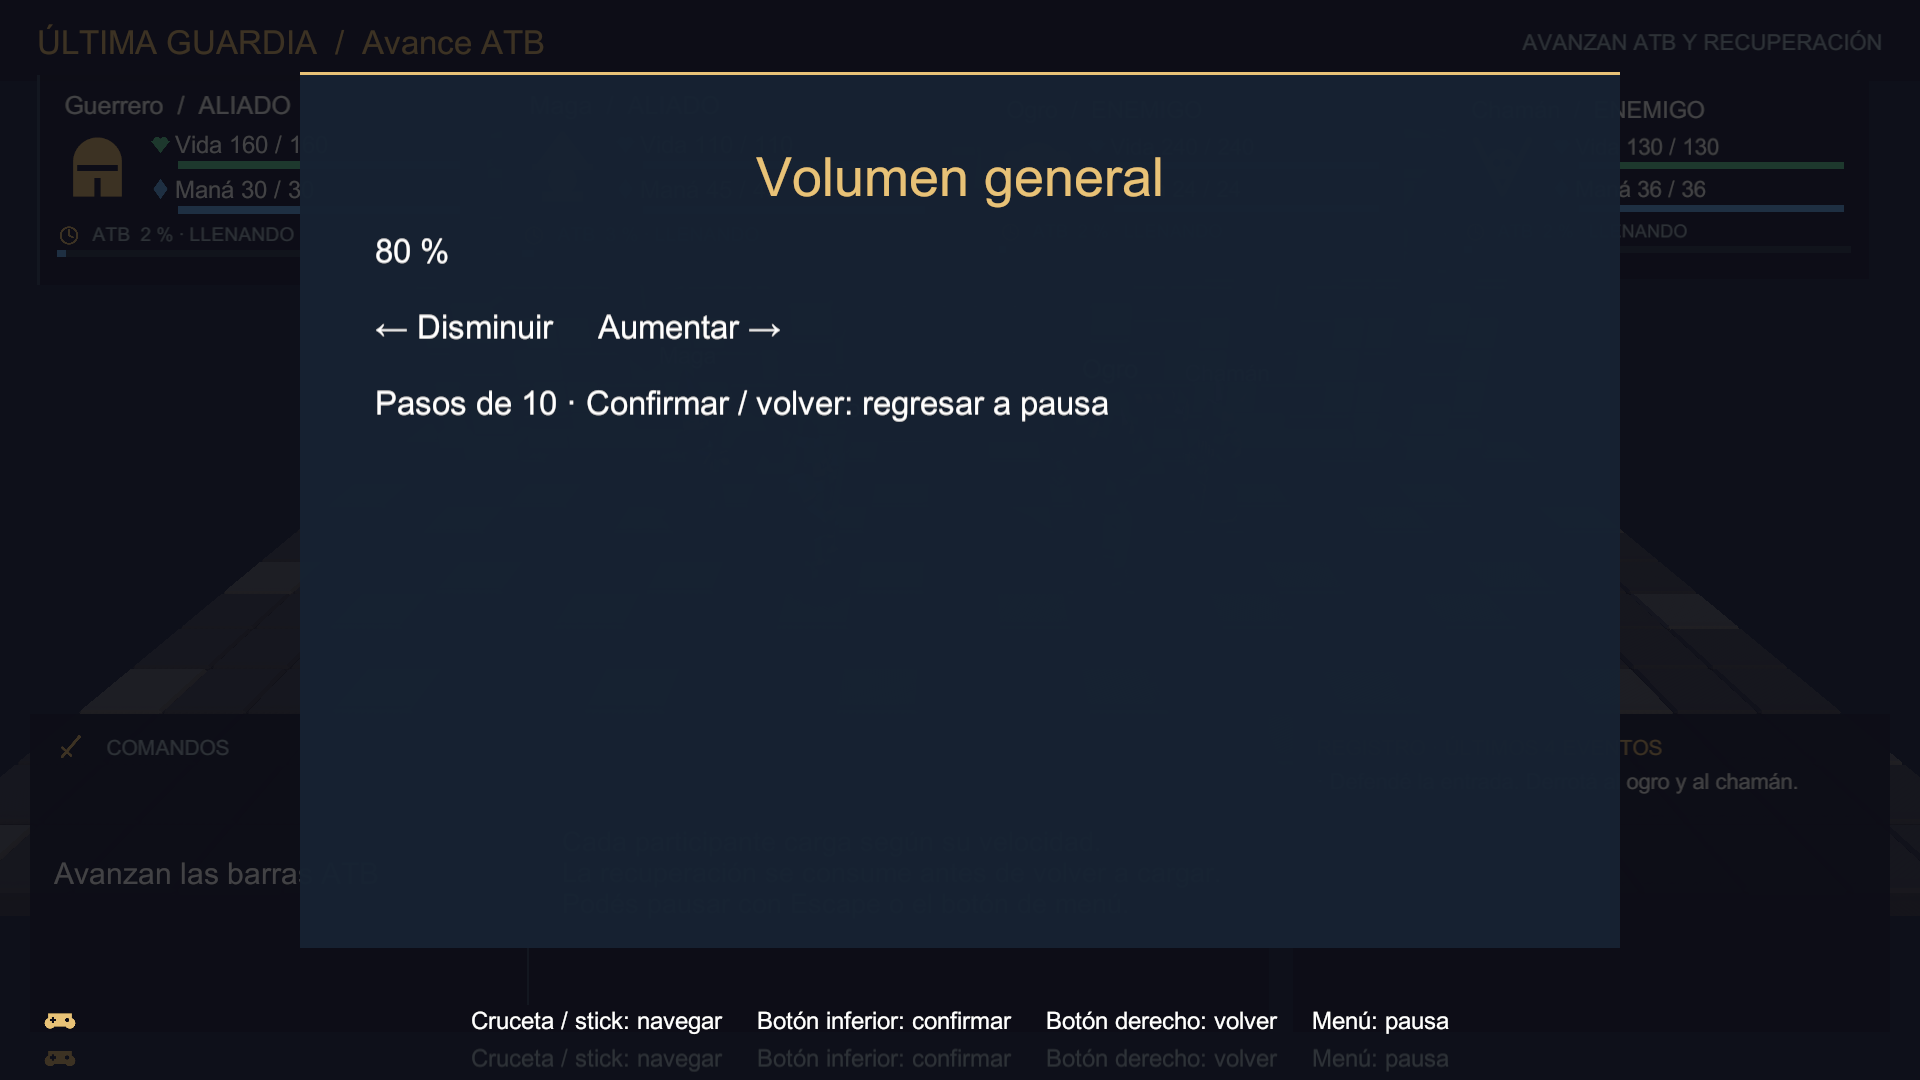 ÚLTIMA GUARDIA / Avance ATB
AVANZAN ATB Y RECUPERACIÓN
Guerrero / ALIADO
Vida 160 / 1
Maná 30 / 3
ATB 2 % · LLENANDO
NEMIGO
130 / 130
á 36 / 36
NANDO
Volumen general
80 %
← Disminuir Aumentar →
Pasos de 10 · Confirmar / volver: regresar a pausa
COMANDOS
Avanzan las barras
TOS
ogro y al chamán.
Cruceta / stick: navegar Botón inferior: confirmar Botón derecho: volver Menú: pausa
Cruceta / stick: navegar Botón inferior: confirmar Botón derecho: volver Menú: pausa